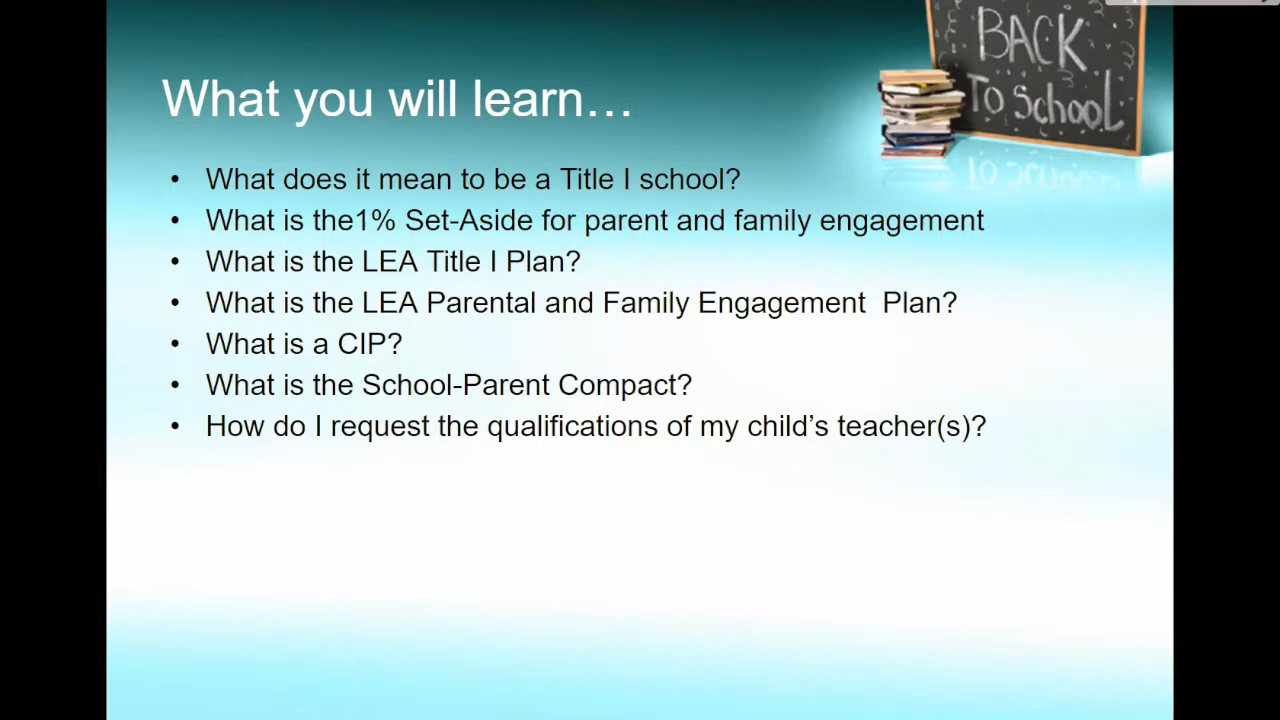 BACK
To School
What you will learn…
• What does it mean to be a Title I school?
• What is the1% Set-Aside for parent and family engagement
• What is the LEA Title I Plan?
• What is the LEA Parental and Family Engagement  Plan?
• What is a CIP?
• What is the School-Parent Compact?
• How do I request the qualifications of my child’s teacher(s)?